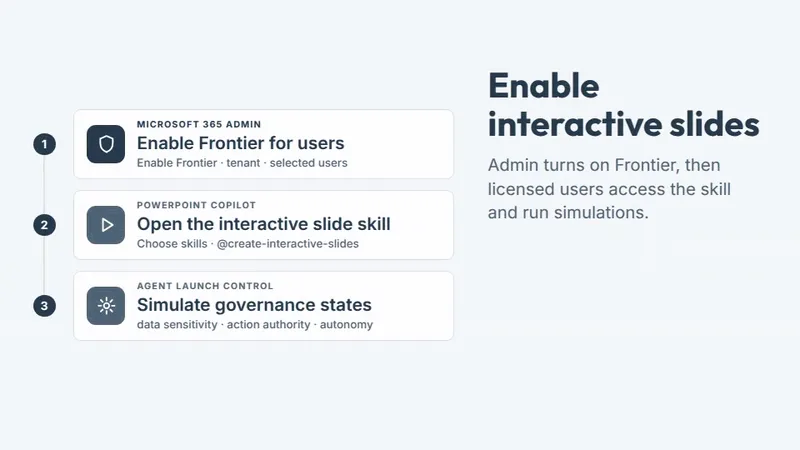 Enable
interactive slides
Admin turns on Frontier, then
licensed users access the skill
and run simulations.
1
MICROSOFT 365 ADMIN
Enable Frontier for users
Enable Frontier · tenant · selected users
2
POWERPOINT COPILOT
Open the interactive slide skill
Choose skills · @create-interactive-slides
3
AGENT LAUNCH CONTROL
Simulate governance states
data sensitivity · action authority · autonomy